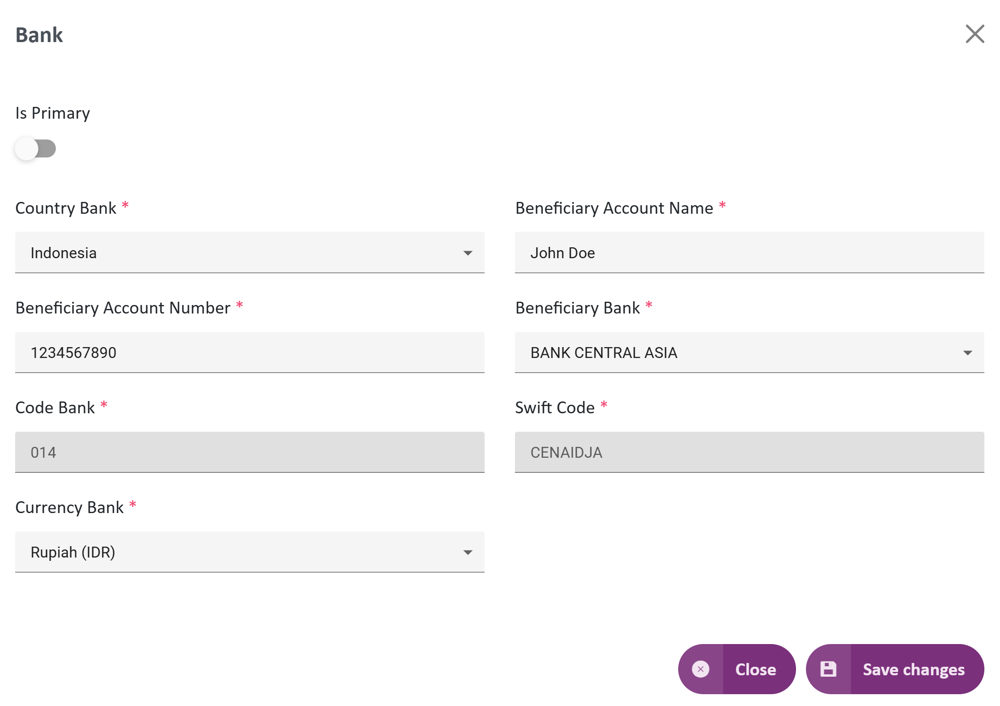 Bank
Is Primary
Country Bank *
Beneficiary Account Name *
Indonesia
John Doe
Beneficiary Account Number *
Beneficiary Bank *
1234567890
BANK CENTRAL ASIA
Code Bank *
Swift Code *
014
CENAIDJA
Currency Bank *
Rupiah (IDR)
Close
Save changes